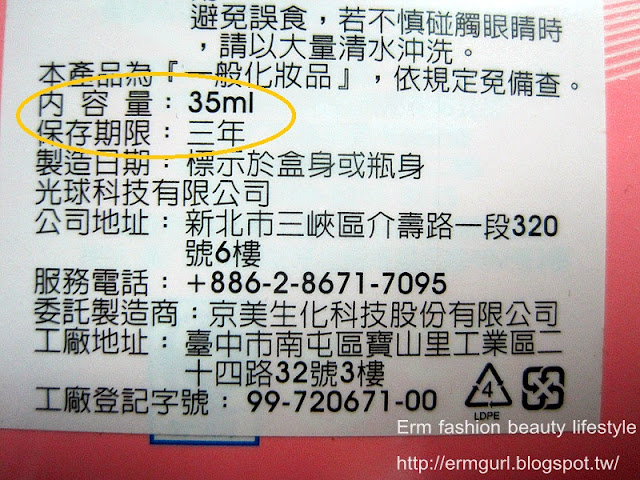 避免誤食，若不慎碰觸眼睛時
，請以大量清水沖洗。
本產品為『一般化妝品』，依規定免備查。
內容量：35ml
保存期限：三年
製造日期：標示於盒身或瓶身
光球科技有限公司
公司地址：新北市三峽區介壽路一段320
號6樓
服務電話：+886-2-8671-7095
委託製造商：京美生化科技股份有限公司
工廠地址：臺中市南屯區寶山里工業區二
十四路32號3樓
工廠登記字號：99-720671-00
4
LDPE
Erm fashion beauty lifestyle
http://ermgurl.blogspot.tw/